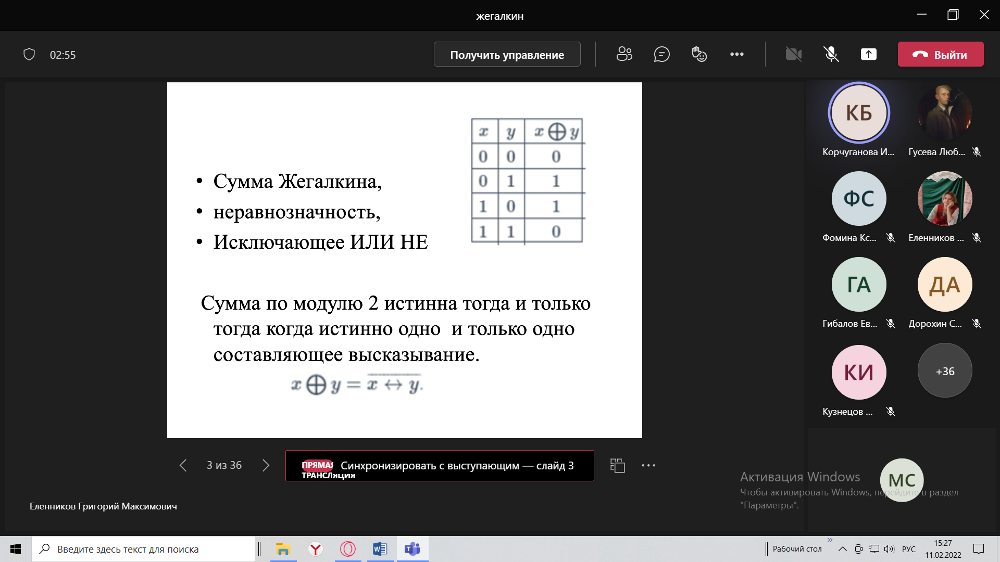 жегалкин
02:55
Получить управление
Выйти
x y x ⊕ y
0 0 0
0 1 1
1 0 1
1 1 0
• Сумма Жегалкина,
• неравнозначность,
• Исключающее ИЛИ НЕ
Сумма по модулю 2 истинна тогда и только
тогда когда истинно одно и только одно
составляющее высказывание.
x ⊕ y = \overline{x ↔ y}.
КБ
Корчуганова И...
Гусева Люб...
ФС
Фомина Кс...
Еленников ...
ГА
Гибалов Ев...
ДА
Дорохин С...
КИ
Кузнецов ...
+36
МС
3 из 36
ПРЯМАЯ
ТРАНСЛЯЦИЯ
Синхронизировать с выступающим — слайд 3
Еленников Григорий Максимович
Активация Windows
Чтобы активировать Windows, перейдите в раздел
"Параметры".
Введите здесь текст для поиска
Рабочий стол
РУС
15:27
11.02.2022